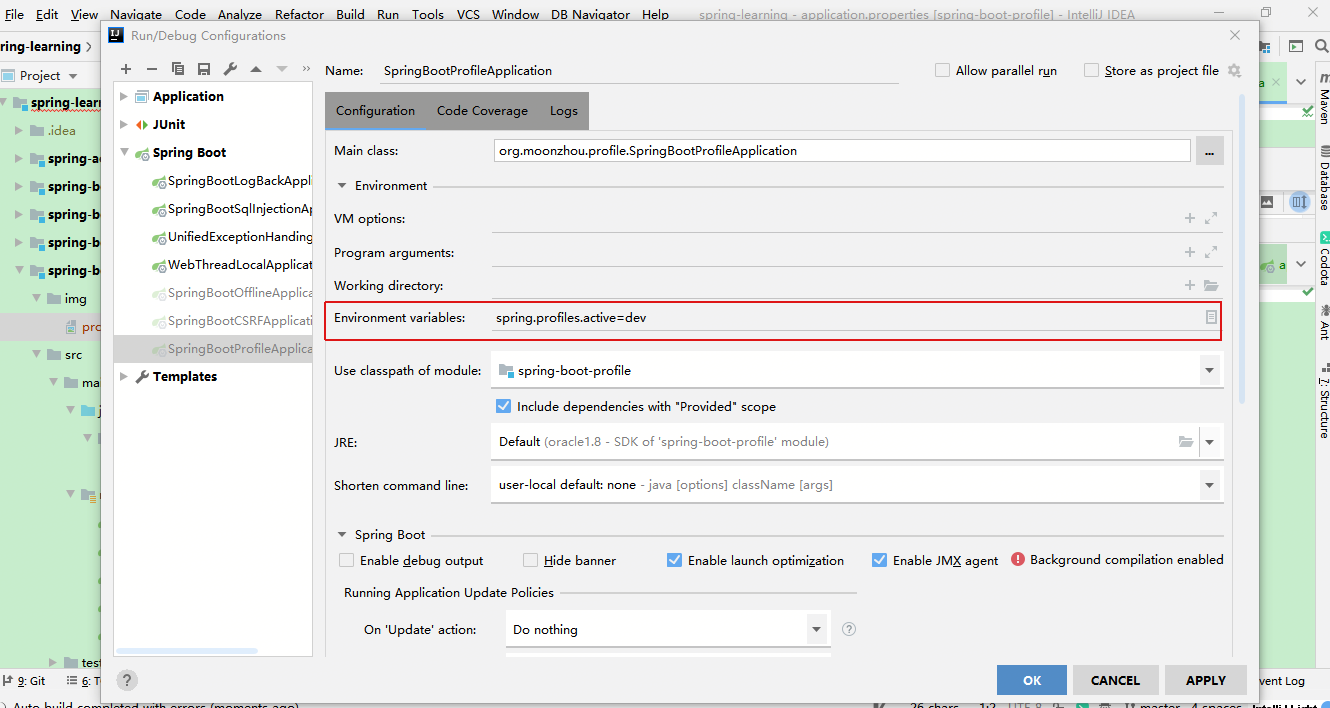 File Edit View Navigate Code Analyze Refactor Build Run Tools VCS Window DB Navigator Help spring-learning - application.properties [spring-boot-profile] - IntelliJ IDEA
ring-learning
Run/Debug Configurations
Project
spring-learn
.idea
spring-a
spring-b
spring-b
spring-b
spring-b
img
pro
src
ma
j
test
Application
JUnit
Spring Boot
SpringBootLogBackAppl
SpringBootSqlInjectionAp
UnifiedExceptionHanding
WebThreadLocalApplicat
SpringBootOfflineApplica
SpringBootCSRFApplicati
SpringBootProfileApplica
Templates
Name: SpringBootProfileApplication
Allow parallel run
Store as project file
Configuration Code Coverage Logs
Main class: org.moonzhou.profile.SpringBootProfileApplication ...
Environment
VM options:
Program arguments:
Working directory:
Environment variables: spring.profiles.active=dev
Use classpath of module: spring-boot-profile
Include dependencies with "Provided" scope
JRE: Default (oracle1.8 - SDK of 'spring-boot-profile' module)
Shorten command line: user-local default: none - java [options] className [args]
Spring Boot
Enable debug output Hide banner Enable launch optimization Enable JMX agent Background compilation enabled
Running Application Update Policies
On 'Update' action: Do nothing
?
OK CANCEL APPLY
a
a
Maven
Database
Codota
Ant
7: Structure
9: Git 6: T
vent Log
Auto build completed with errors (moments ago)
26 chars 1:2 UTF-8 master 4 spaces IntelliJ Light